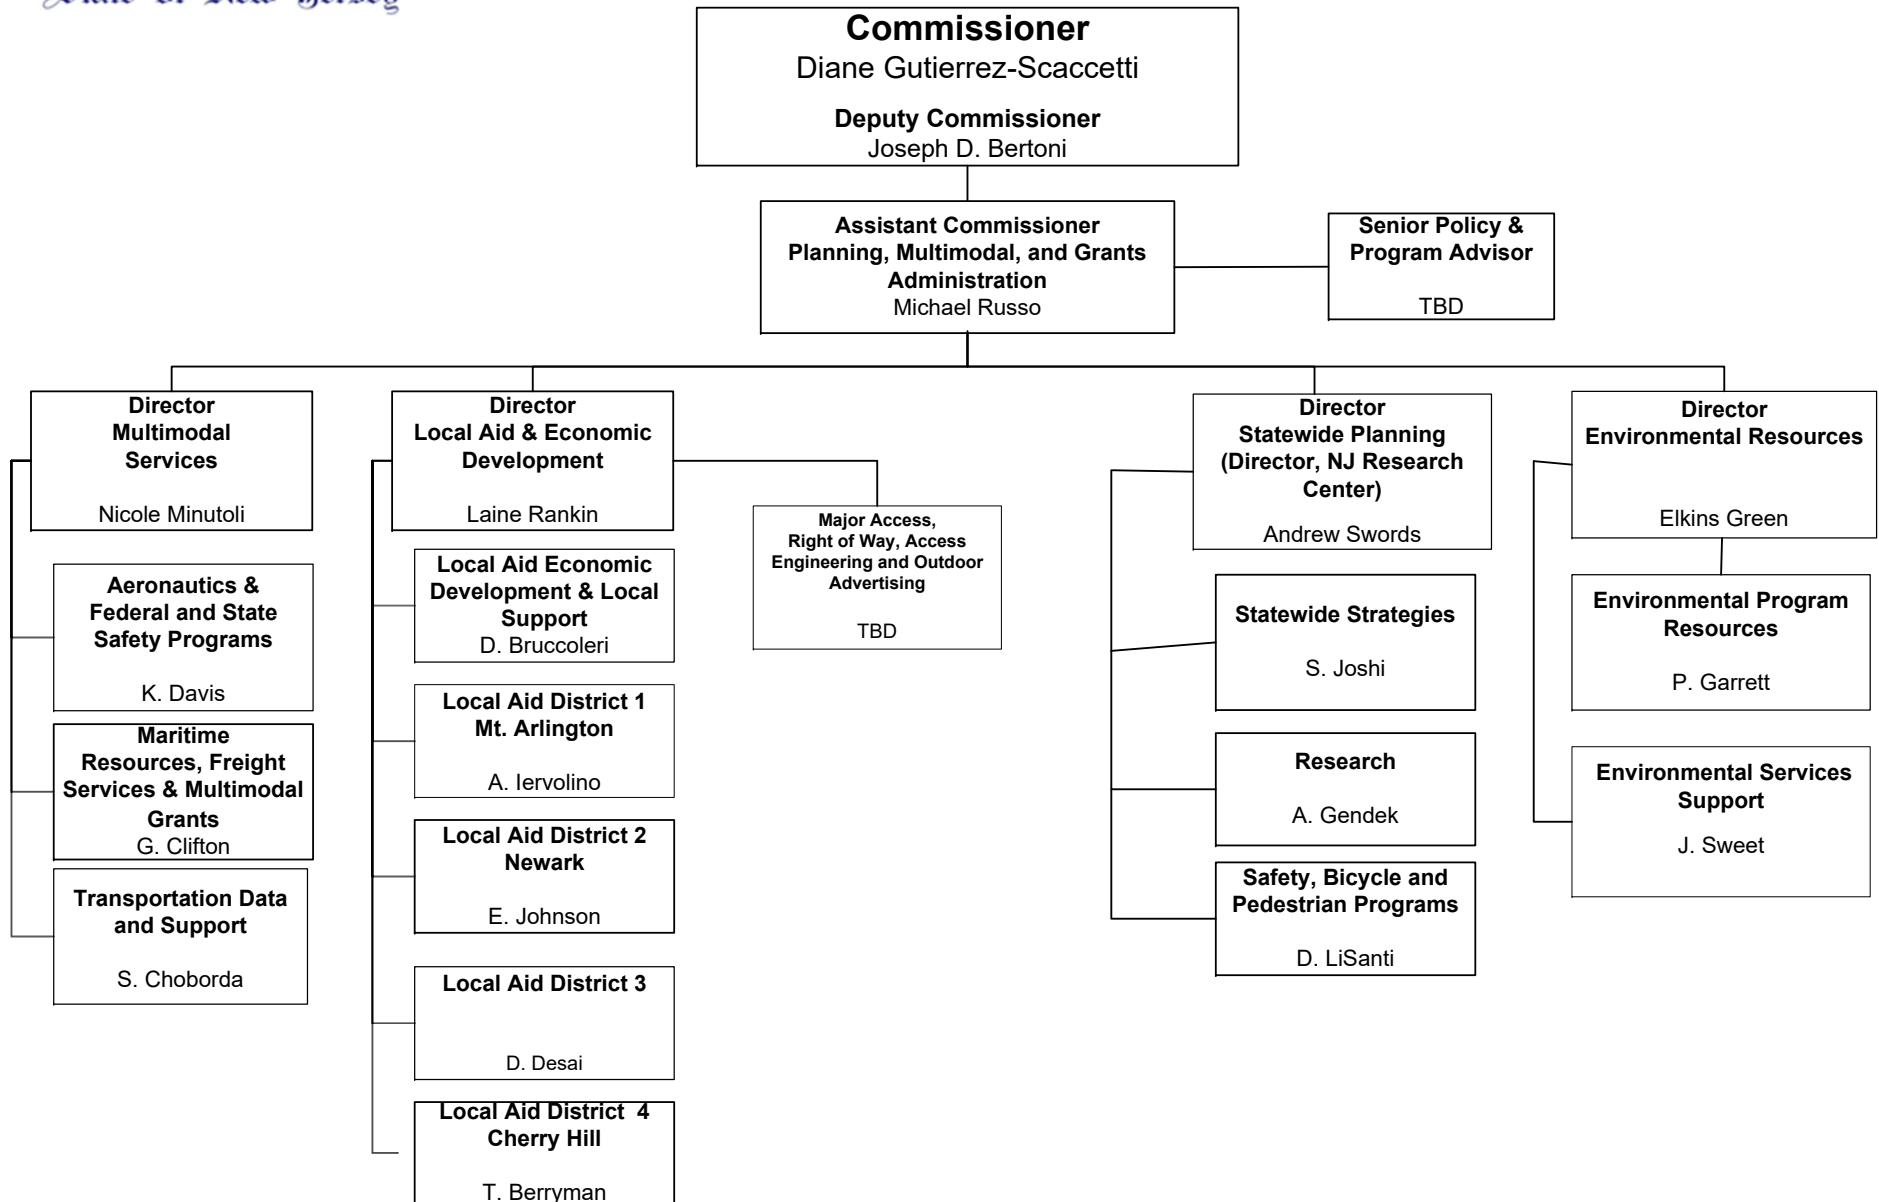 State of New Jersey
Commissioner
Diane Gutierrez-Scaccetti
Deputy Commissioner
Joseph D. Bertoni
Assistant Commissioner
Planning, Multimodal, and Grants
Administration
Michael Russo
Senior Policy &
Program Advisor
TBD
Director
Multimodal
Services
Nicole Minutoli
Aeronautics &
Federal and State
Safety Programs
K. Davis
Maritime
Resources, Freight
Services & Multimodal
Grants
G. Clifton
Transportation Data
and Support
S. Choborda
Director
Local Aid & Economic
Development
Laine Rankin
Local Aid Economic
Development & Local
Support
D. Bruccoleri
Local Aid District 1
Mt. Arlington
A. Iervolino
Local Aid District 2
Newark
E. Johnson
Local Aid District 3
D. Desai
Local Aid District 4
Cherry Hill
T. Berryman
Major Access,
Right of Way, Access
Engineering and Outdoor
Advertising
TBD
Director
Statewide Planning
(Director, NJ Research
Center)
Andrew Swords
Statewide Strategies
S. Joshi
Research
A. Gendek
Safety, Bicycle and
Pedestrian Programs
D. LiSanti
Director
Environmental Resources
Elkins Green
Environmental Program
Resources
P. Garrett
Environmental Services
Support
J. Sweet